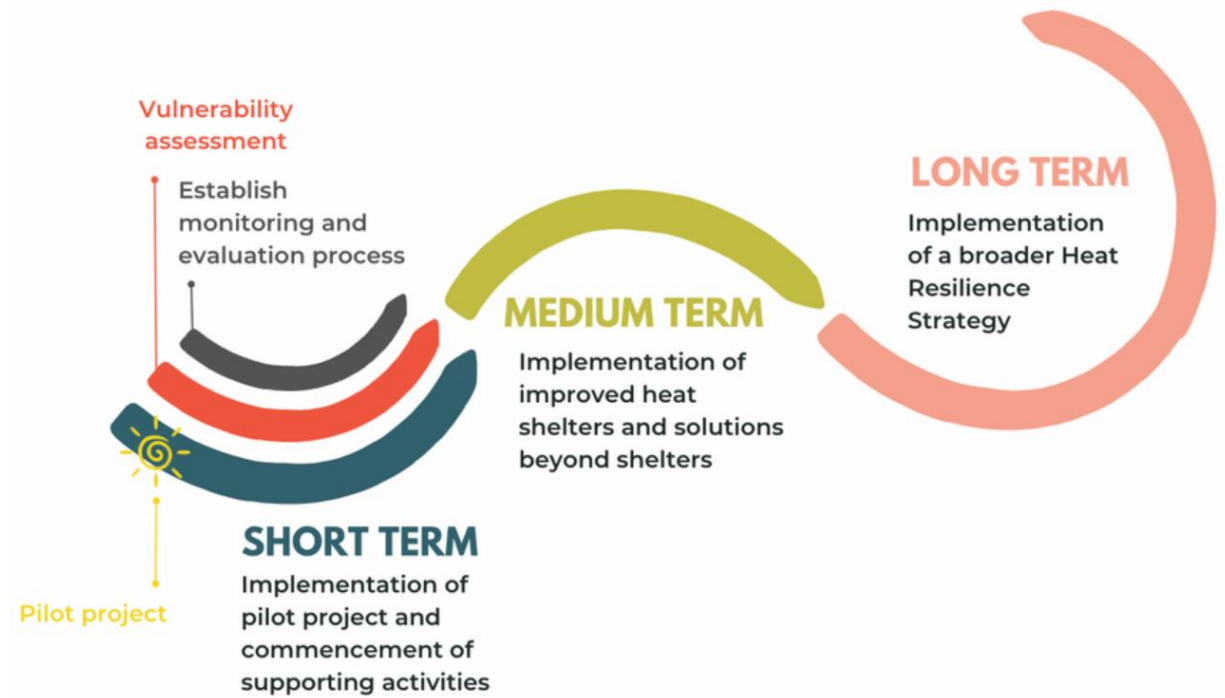 Vulnerability
assessment
Establish
monitoring and
evaluation process
Pilot project
SHORT TERM
Implementation of
pilot project and
commencement of
supporting activities
MEDIUM TERM
Implementation of
improved heat
shelters and solutions
beyond shelters
LONG TERM
Implementation
of a broader Heat
Resilience
Strategy